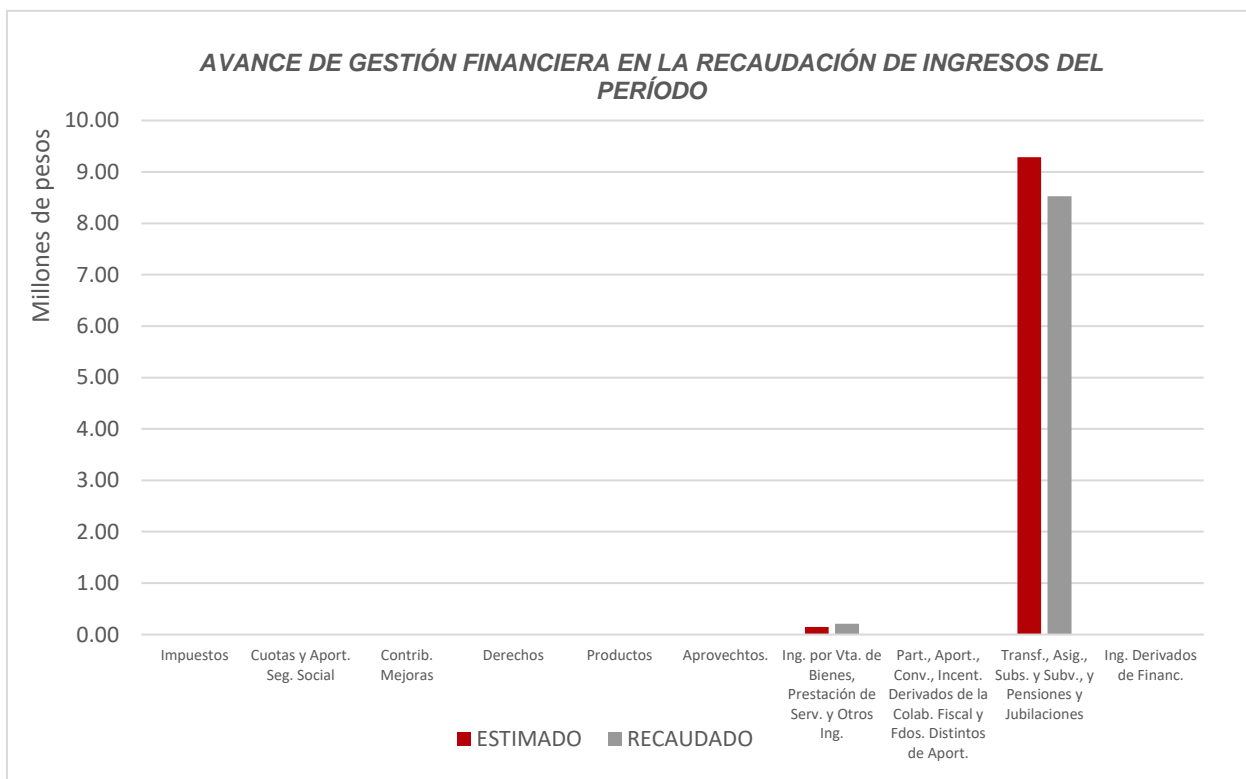 AVANCE DE GESTIÓN FINANCIERA EN LA RECAUDACIÓN DE INGRESOS DEL
PERÍODO
Millones de pesos
10.00
9.00
8.00
7.00
6.00
5.00
4.00
3.00
2.00
1.00
0.00
Impuestos
Cuotas y Aport.
Seg. Social
Contrib.
Mejoras
Derechos
Productos
Aprovechtos.
Ing. por Vta. de
Bienes,
Prestación de
Serv. y Otros
Ing.
Part., Aport.,
Conv., Incent.
Derivados de la
Colab. Fiscal y
Fdos. Distintos
de Aport.
Transf., Asig.,
Subs. y Subv., y
Pensiones y
Jubilaciones
Ing. Derivados
de Financ.
ESTIMADO
RECAUDADO